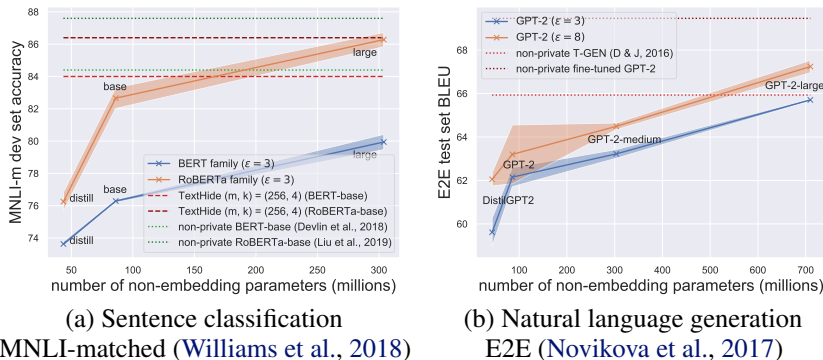 88
86
84
82
80
78
76
74
MNLI-m dev set accuracy
base
large
distill
base
large
distill
BERT family (ε = 3)
RoBERTa family (ε = 3)
TextHide (m, k) = (256, 4) (BERT-base)
TextHide (m, k) = (256, 4) (RoBERTa-base)
non-private BERT-base (Devlin et al., 2018)
non-private RoBERTa-base (Liu et al., 2019)
50 100 150 200 250 300
number of non-embedding parameters (millions)
(a) Sentence classification
MNLI-matched (Williams et al., 2018)
68
66
64
62
60
E2E test set BLEU
GPT-2 (ε = 3)
GPT-2 (ε = 8)
non-private T-GEN (D & J, 2016)
non-private fine-tuned GPT-2
GPT-2-large
GPT-2-medium
GPT-2
DistilGPT2
100 200 300 400 500 600 700
number of non-embedding parameters (millions)
(b) Natural language generation
E2E (Novikova et al., 2017)